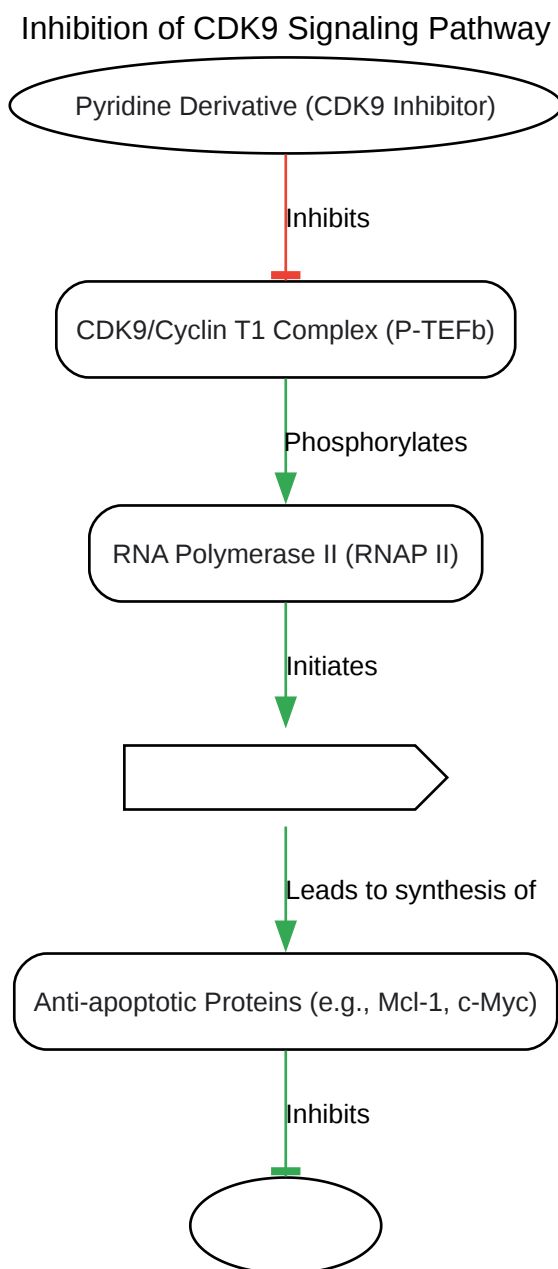 Inhibition of CDK9 Signaling Pathway
Pyridine Derivative (CDK9 Inhibitor)
Inhibits
CDK9/Cyclin T1 Complex (P-TEFb)
Phosphorylates
RNA Polymerase II (RNAP II)
Initiates
Leads to synthesis of
Anti-apoptotic Proteins (e.g., Mcl-1, c-Myc)
Inhibits